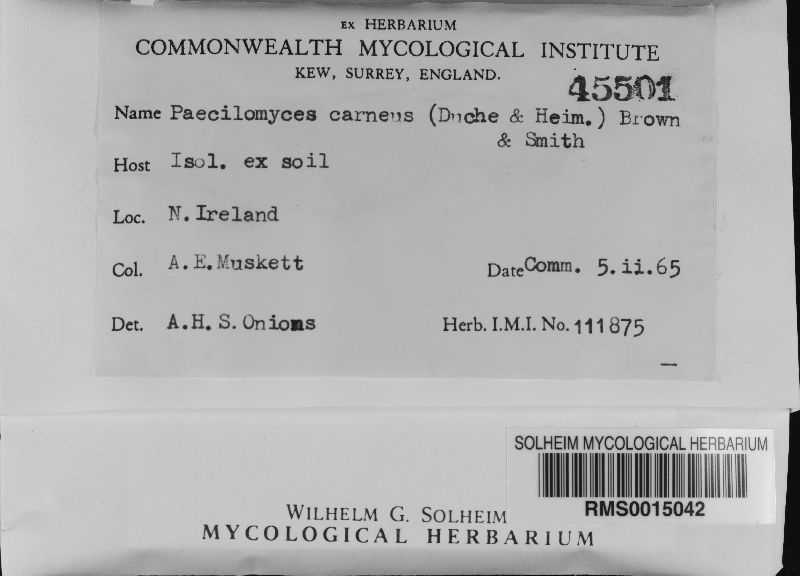 EX HERBARIUM
COMMONWEALTH MYCOLOGICAL INSTITUTE
KEW, SURREY, ENGLAND.
45501
Name Paecilomyces carneus (Duche & Heim.) Brown
& Smith
Host Isol. ex soil
Loc. N. Ireland
Col. A.E. Muskett Date Comm. 5.ii.65
Det. A.H.S. Onions Herb. I.M.I. No. 111875
SOLHEIM MYCOLOGICAL HERBARIUM
RMS0015042
WILHELM G. SOLHEIM
MYCOLOGICAL HERBARIUM